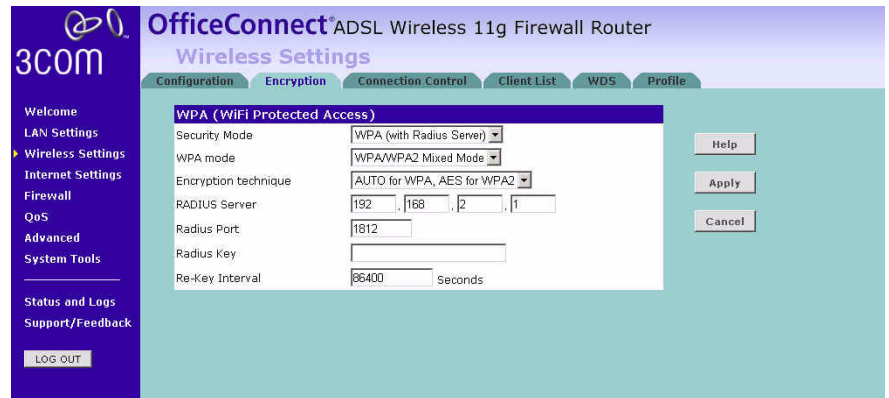 3COM
OfficeConnect® ADSL Wireless 11g Firewall Router
Wireless Settings
Configuration Encryption Connection Control Client List WDS Profile
Welcome
LAN Settings
Wireless Settings
Internet Settings
Firewall
QoS
Advanced
System Tools
Status and Logs
Support/Feedback
LOG OUT
WPA (WiFi Protected Access)
Security Mode WPA (with Radius Server)
WPA mode WPA/WPA2 Mixed Mode
Encryption technique AUTO for WPA, AES for WPA2
RADIUS Server 192 . 168 . 2 . 1
Radius Port 1812
Radius Key
Re-Key Interval 86400 Seconds
Help
Apply
Cancel